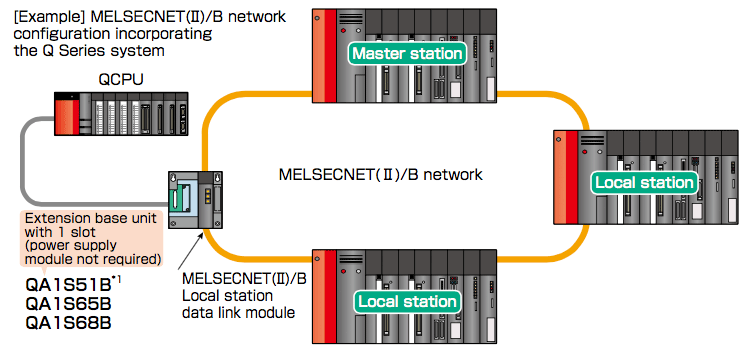 [Example] MELSECNET(Ⅱ)/B network
configuration incorporating
the Q Series system
QCPU
Master station
MELSECNET(Ⅱ)/B network
Local station
Extension base unit
with 1 slot
(power supply
module not required)
QA1S51B*1
QA1S65B
QA1S68B
MELSECNET(Ⅱ)/B
Local station
data link module
Local station